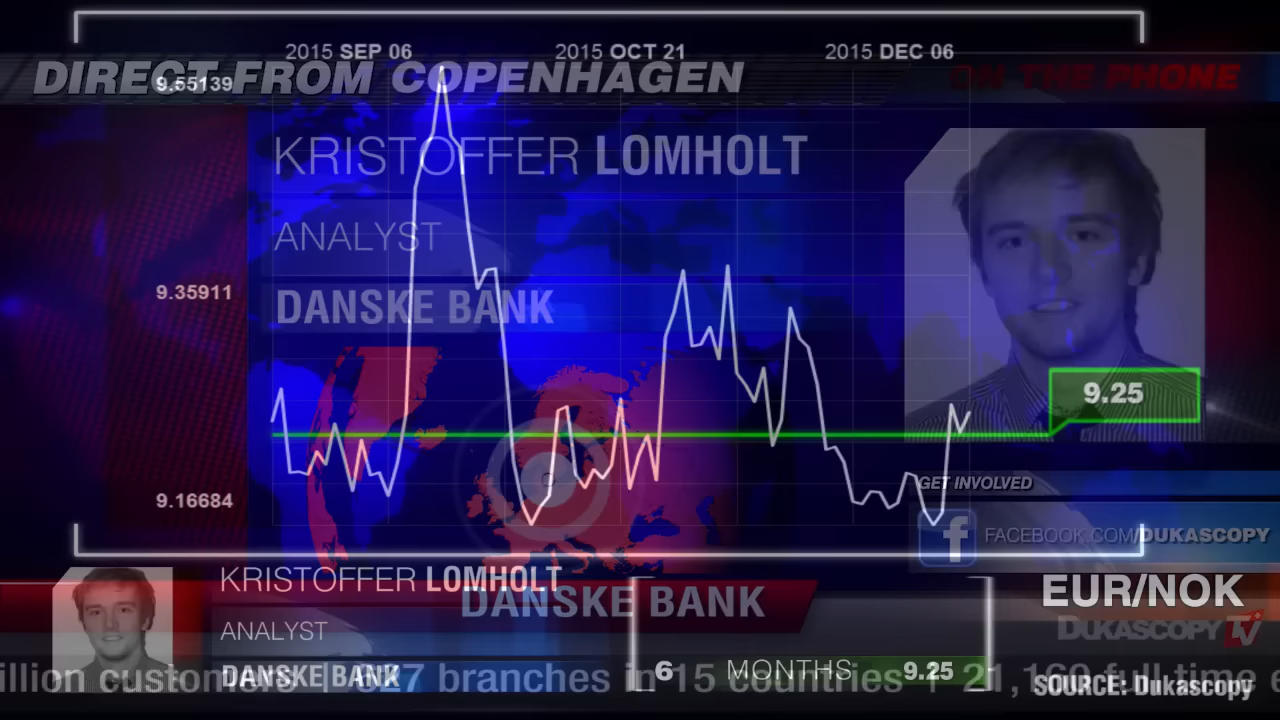 2015 SEP 06
2015 OCT 21
2015 DEC 06
DIRECT FROM COPENHAGEN
ON THE PHONE
9.55139
KRISTOFFER LOMHOLT
ANALYST
9.35911
DANSKE BANK
9.25
9.16684
GET INVOLVED
FACEBOOK.COM/DUKASCOPY
KRISTOFFER LOMHOLT
DANSKE BANK
EUR/NOK
ANALYST
DUKASCOPY TV
6 MONTHS 9.25
DANSKE BANK
branches in 15 countries
full-time
SOURCE: Dukascopy